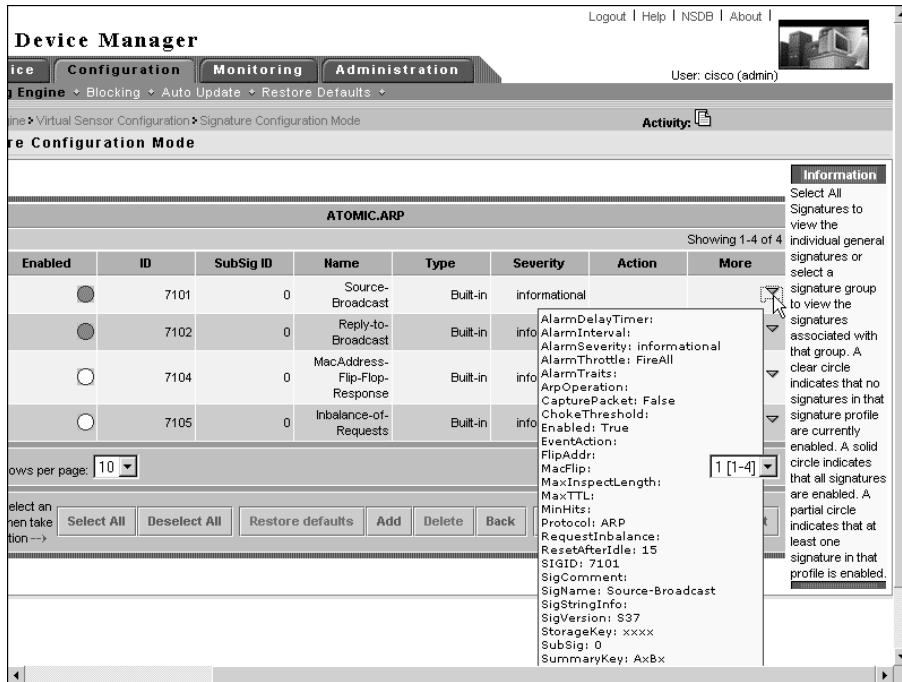 Logout | Help | NSDB | About |
Device Manager
ice Configuration Monitoring Administration
User: cisco (admin)
g Engine Blocking Auto Update Restore Defaults
ine Virtual Sensor Configuration Signature Configuration Mode
Activity:
re Configuration Mode
Information
Select All
Signatures to
view the
individual general
signatures or
select a
signature group
to view the
signatures
associated with
that group. A
clear circle
indicates that no
signatures in that
signature profile
are currently
enabled. A solid
circle indicates
that all signatures
are enabled. A
partial circle
indicates that at
least one
signature in that
profile is enabled.
ATOMIC.ARP
Showing 1-4 of 4
Enabled ID SubSig ID Name Type Severity Action More
7101 0 Source-
Broadcast Built-in informational
7102 0 Reply-to-
Broadcast Built-in info
7104 0 MacAddress-
Flip-Flop-
Response Built-in info
7105 0 Inbalance-of-
Requests Built-in info
AlarmDelayTimer:
AlarmInterval:
AlarmSeverity: informational
AlarmThrottle: FireAll
AlarmTraits:
ArpOperation:
CapturePacket: False
ChokeThreshold:
Enabled: True
EventAction:
FlipAddr:
MacFlip:
MaxInspectLength:
MaxTTL:
MinHits:
Protocol: ARP
RequestInbalance:
ResetAfterIdle: 15
SIGID: 7101
SigComment:
SigName: Source-Broadcast
SigStringInfo:
SigVersion: S37
StorageKey: xxxx
SubSig: 0
SummaryKey: AxBx
ows per page: 10
1 [1-4]
elect an
hen take
tion -->
Select All Deselect All Restore defaults Add Delete Back
t